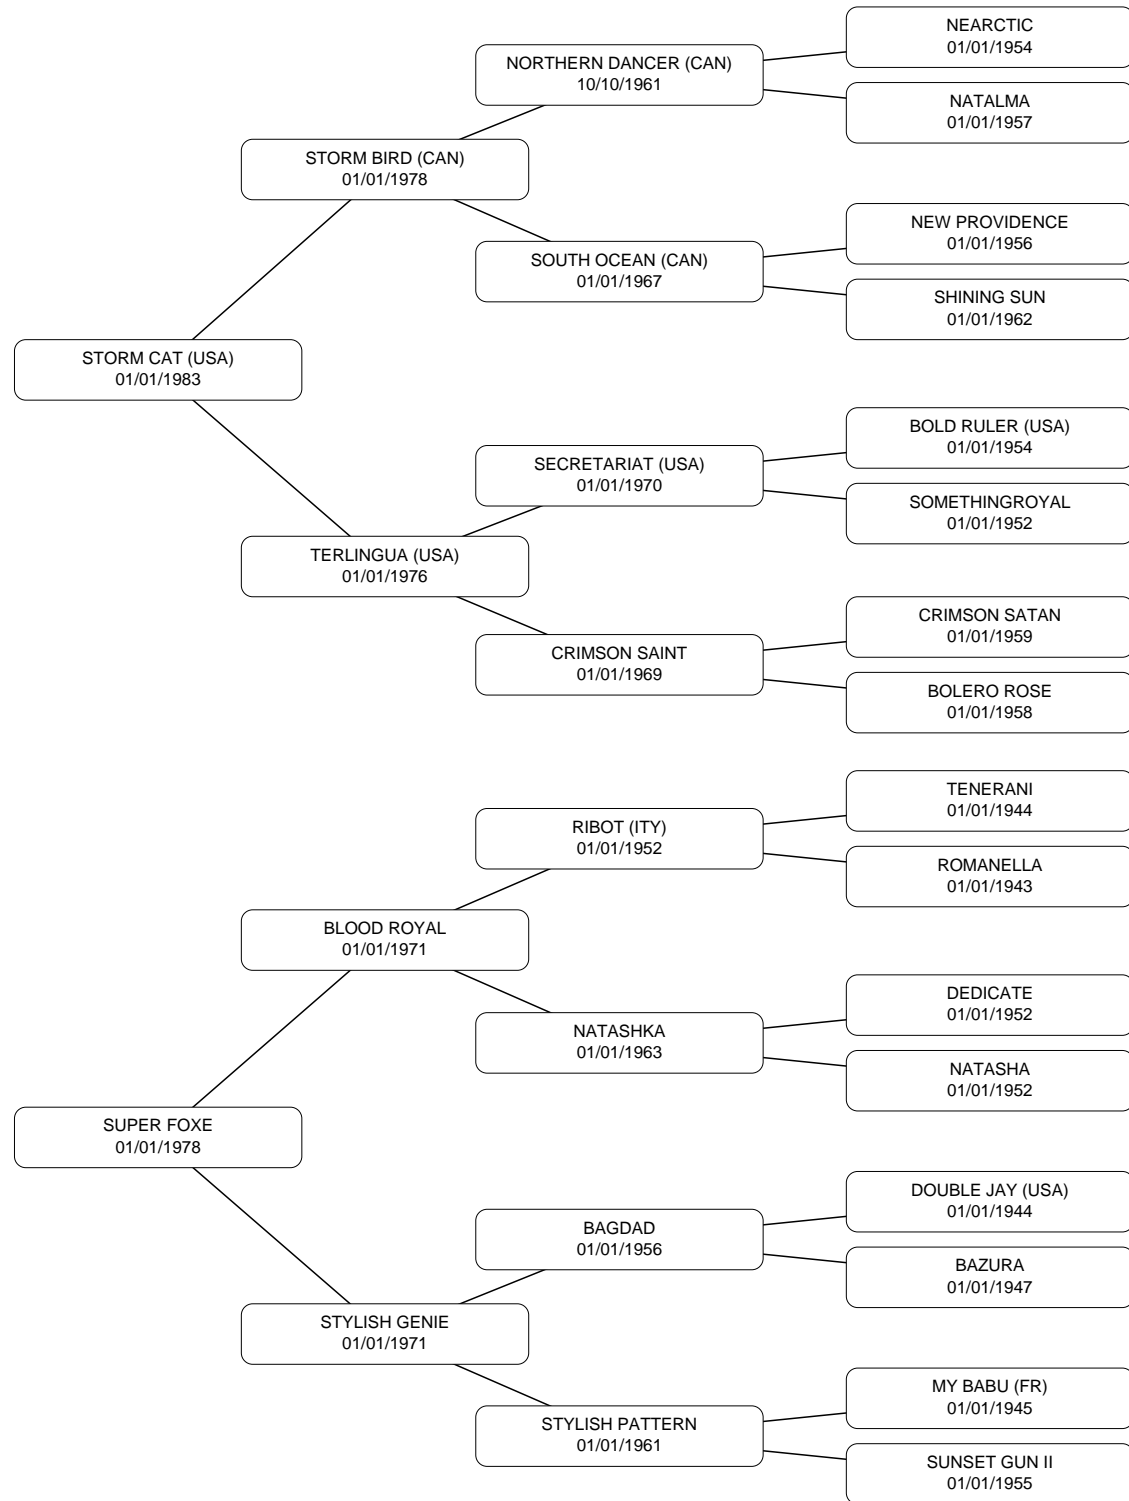 NEARCTIC
01/01/1954
NORTHERN DANCER (CAN)
10/10/1961
NATALMA
01/01/1957
STORM BIRD (CAN)
01/01/1978
NEW PROVIDENCE
01/01/1956
SOUTH OCEAN (CAN)
01/01/1967
SHINING SUN
01/01/1962
STORM CAT (USA)
01/01/1983
BOLD RULER (USA)
01/01/1954
SECRETARIAT (USA)
01/01/1970
SOMETHINGROYAL
01/01/1952
TERLINGUA (USA)
01/01/1976
CRIMSON SATAN
01/01/1959
CRIMSON SAINT
01/01/1969
BOLERO ROSE
01/01/1958
TENERANI
01/01/1944
RIBOT (ITY)
01/01/1952
ROMANELLA
01/01/1943
BLOOD ROYAL
01/01/1971
DEDICATE
01/01/1952
NATASHKA
01/01/1963
NATASHA
01/01/1952
SUPER FOXE
01/01/1978
DOUBLE JAY (USA)
01/01/1944
BAGDAD
01/01/1956
BAZURA
01/01/1947
STYLISH GENIE
01/01/1971
MY BABU (FR)
01/01/1945
STYLISH PATTERN
01/01/1961
SUNSET GUN II
01/01/1955